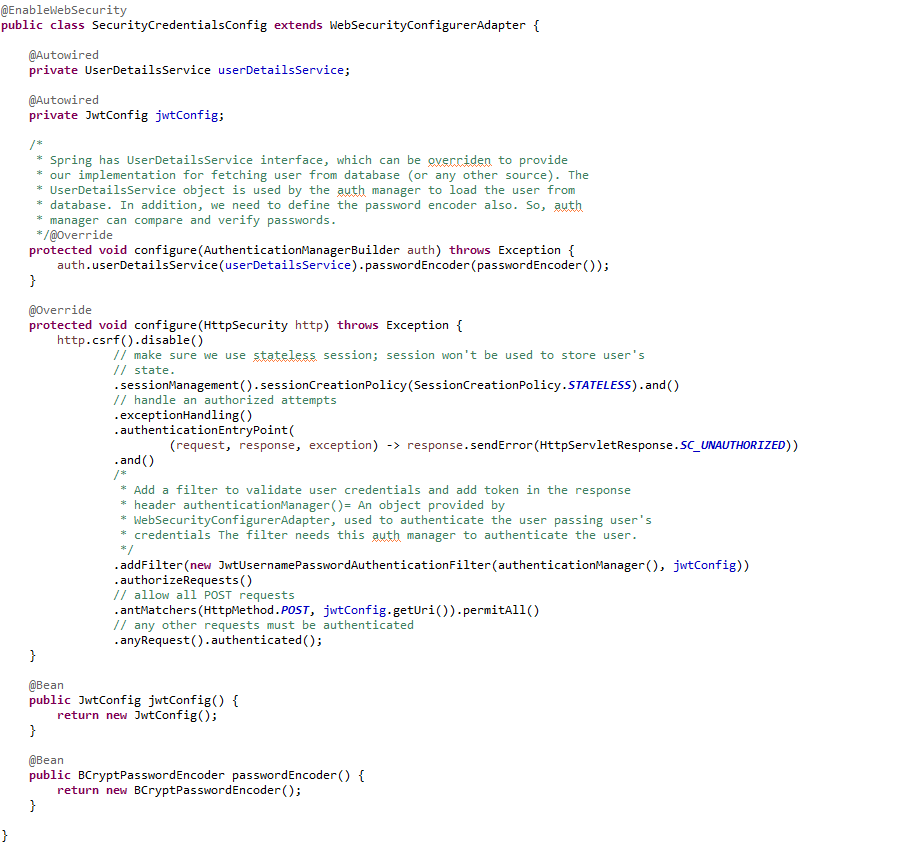 @EnableWebSecurity
public class SecurityCredentialsConfig extends WebSecurityConfigurerAdapter {
@Autowired
private UserDetailsService userDetailsService;
@Autowired
private JwtConfig jwtConfig;
/*
* Spring has UserDetailsService interface, which can be overriden to provide
* our implementation for fetching user from database (or any other source). The
* UserDetailsService object is used by the auth manager to load the user from
* database. In addition, we need to define the password encoder also. So, auth
* manager can compare and verify passwords.
*/@Override
protected void configure(AuthenticationManagerBuilder auth) throws Exception {
auth.userDetailsService(userDetailsService).passwordEncoder(passwordEncoder());
}
@Override
protected void configure(HttpSecurity http) throws Exception {
http.csrf().disable()
// make sure we use stateless session; session won't be used to store user's
// state.
.sessionManagement().sessionCreationPolicy(SessionCreationPolicy.STATELESS).and()
// handle an authorized attempts
.exceptionHandling()
.authenticationEntryPoint(
(request, response, exception) -> response.sendError(HttpServletResponse.SC_UNAUTHORIZED))
.and()
/*
* Add a filter to validate user credentials and add token in the response
* header authenticationManager()= An object provided by
* WebSecurityConfigurerAdapter, used to authenticate the user passing user's
* credentials The filter needs this auth manager to authenticate the user.
*/
.addFilter(new JwtUsernamePasswordAuthenticationFilter(authenticationManager(), jwtConfig))
.authorizeRequests()
// allow all POST requests
.antMatchers(HttpMethod.POST, jwtConfig.getUri()).permitAll()
// any other requests must be authenticated
.anyRequest().authenticated();
}
@Bean
public JwtConfig jwtConfig() {
return new JwtConfig();
}
@Bean
public BCryptPasswordEncoder passwordEncoder() {
return new BCryptPasswordEncoder();
}
}